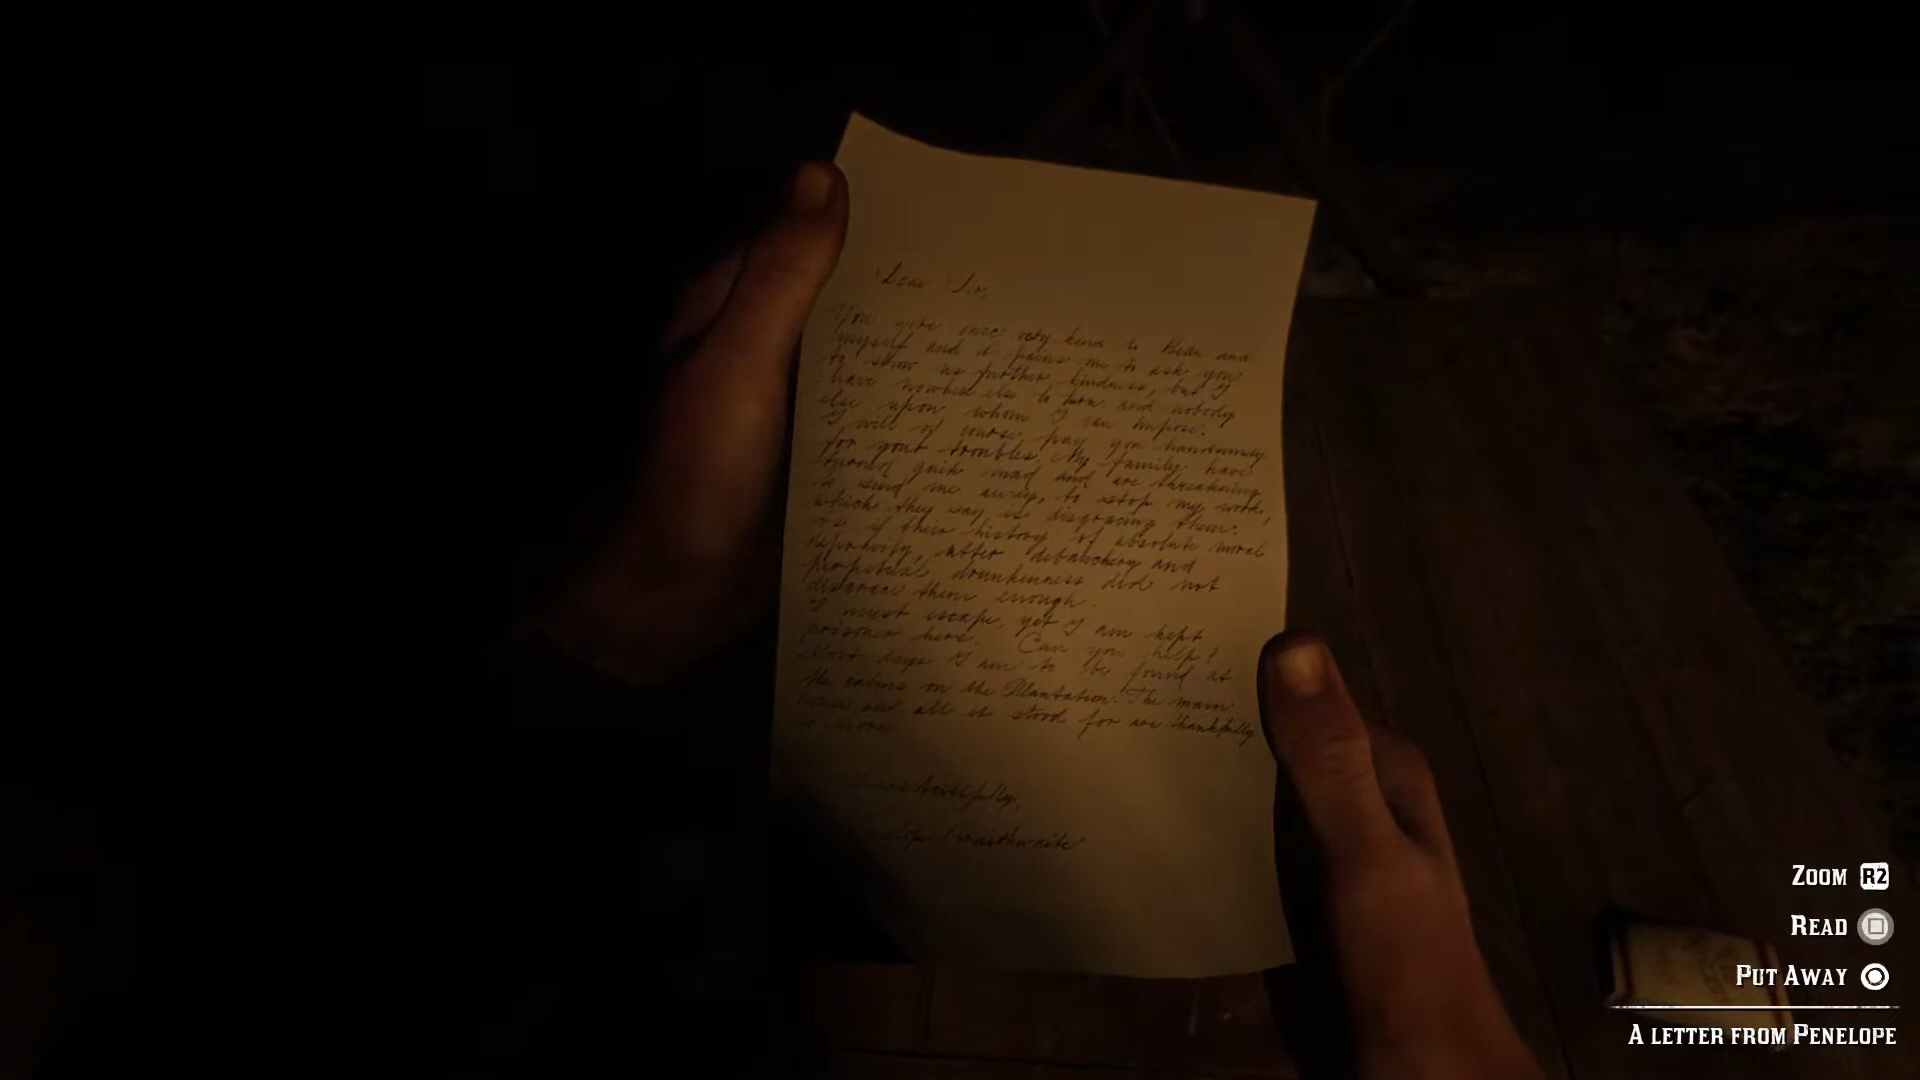 Dear Sir,
You were once very kind to Beau and
myself and it pains me to ask you
to show us further kindness, but I
have nowhere else to turn and nobody
else upon whom I can impose.
I will of course pay you handsomely
for your troubles. My family have
turned quite mad and are threatening
to send me away, to stop my work,
which they say is disgracing them.
As if their history of absolute moral
depravity, utter debauchery and
perpetual drunkenness did not
disgrace them enough.
I must escape, yet I am kept
prisoner here. Can you help?
Most days I am to be found at
the cabins on the Plantation. The main
house and all it stood for are thankfully
no more.
Yours faithfully,
Penelope Braithwaite
ZOOM R2
READ
PUT AWAY
A LETTER FROM PENELOPE